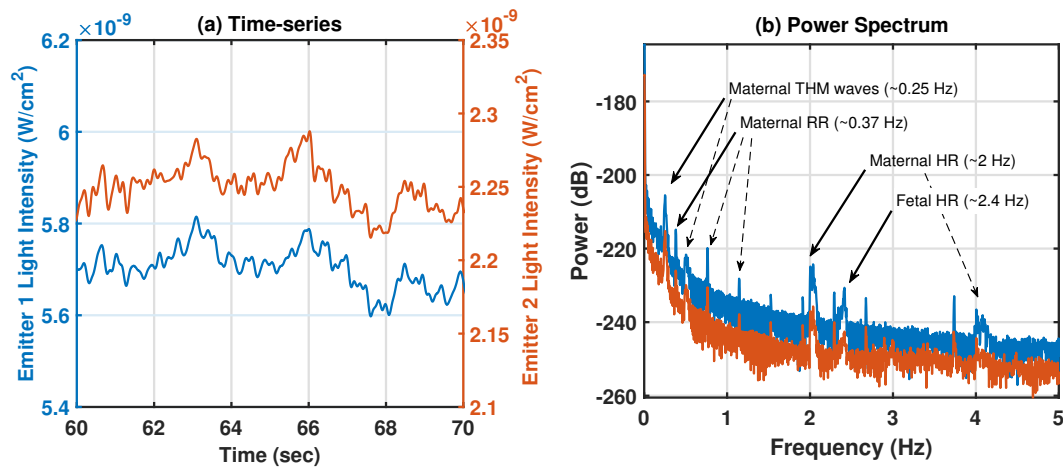 (a) Time-series
×10^-9
×10^-9
6.2
6
5.8
5.6
5.4
Emitter 1 Light Intensity (W/cm^2)
2.35
2.3
2.25
2.2
2.15
2.1
Emitter 2 Light Intensity (W/cm^2)
60 62 64 66 68 70
Time (sec)
(b) Power Spectrum
-180
-200
-220
-240
-260
Power (dB)
Maternal THM waves (~0.25 Hz)
Maternal RR (~0.37 Hz)
Maternal HR (~2 Hz)
Fetal HR (~2.4 Hz)
0 1 2 3 4 5
Frequency (Hz)